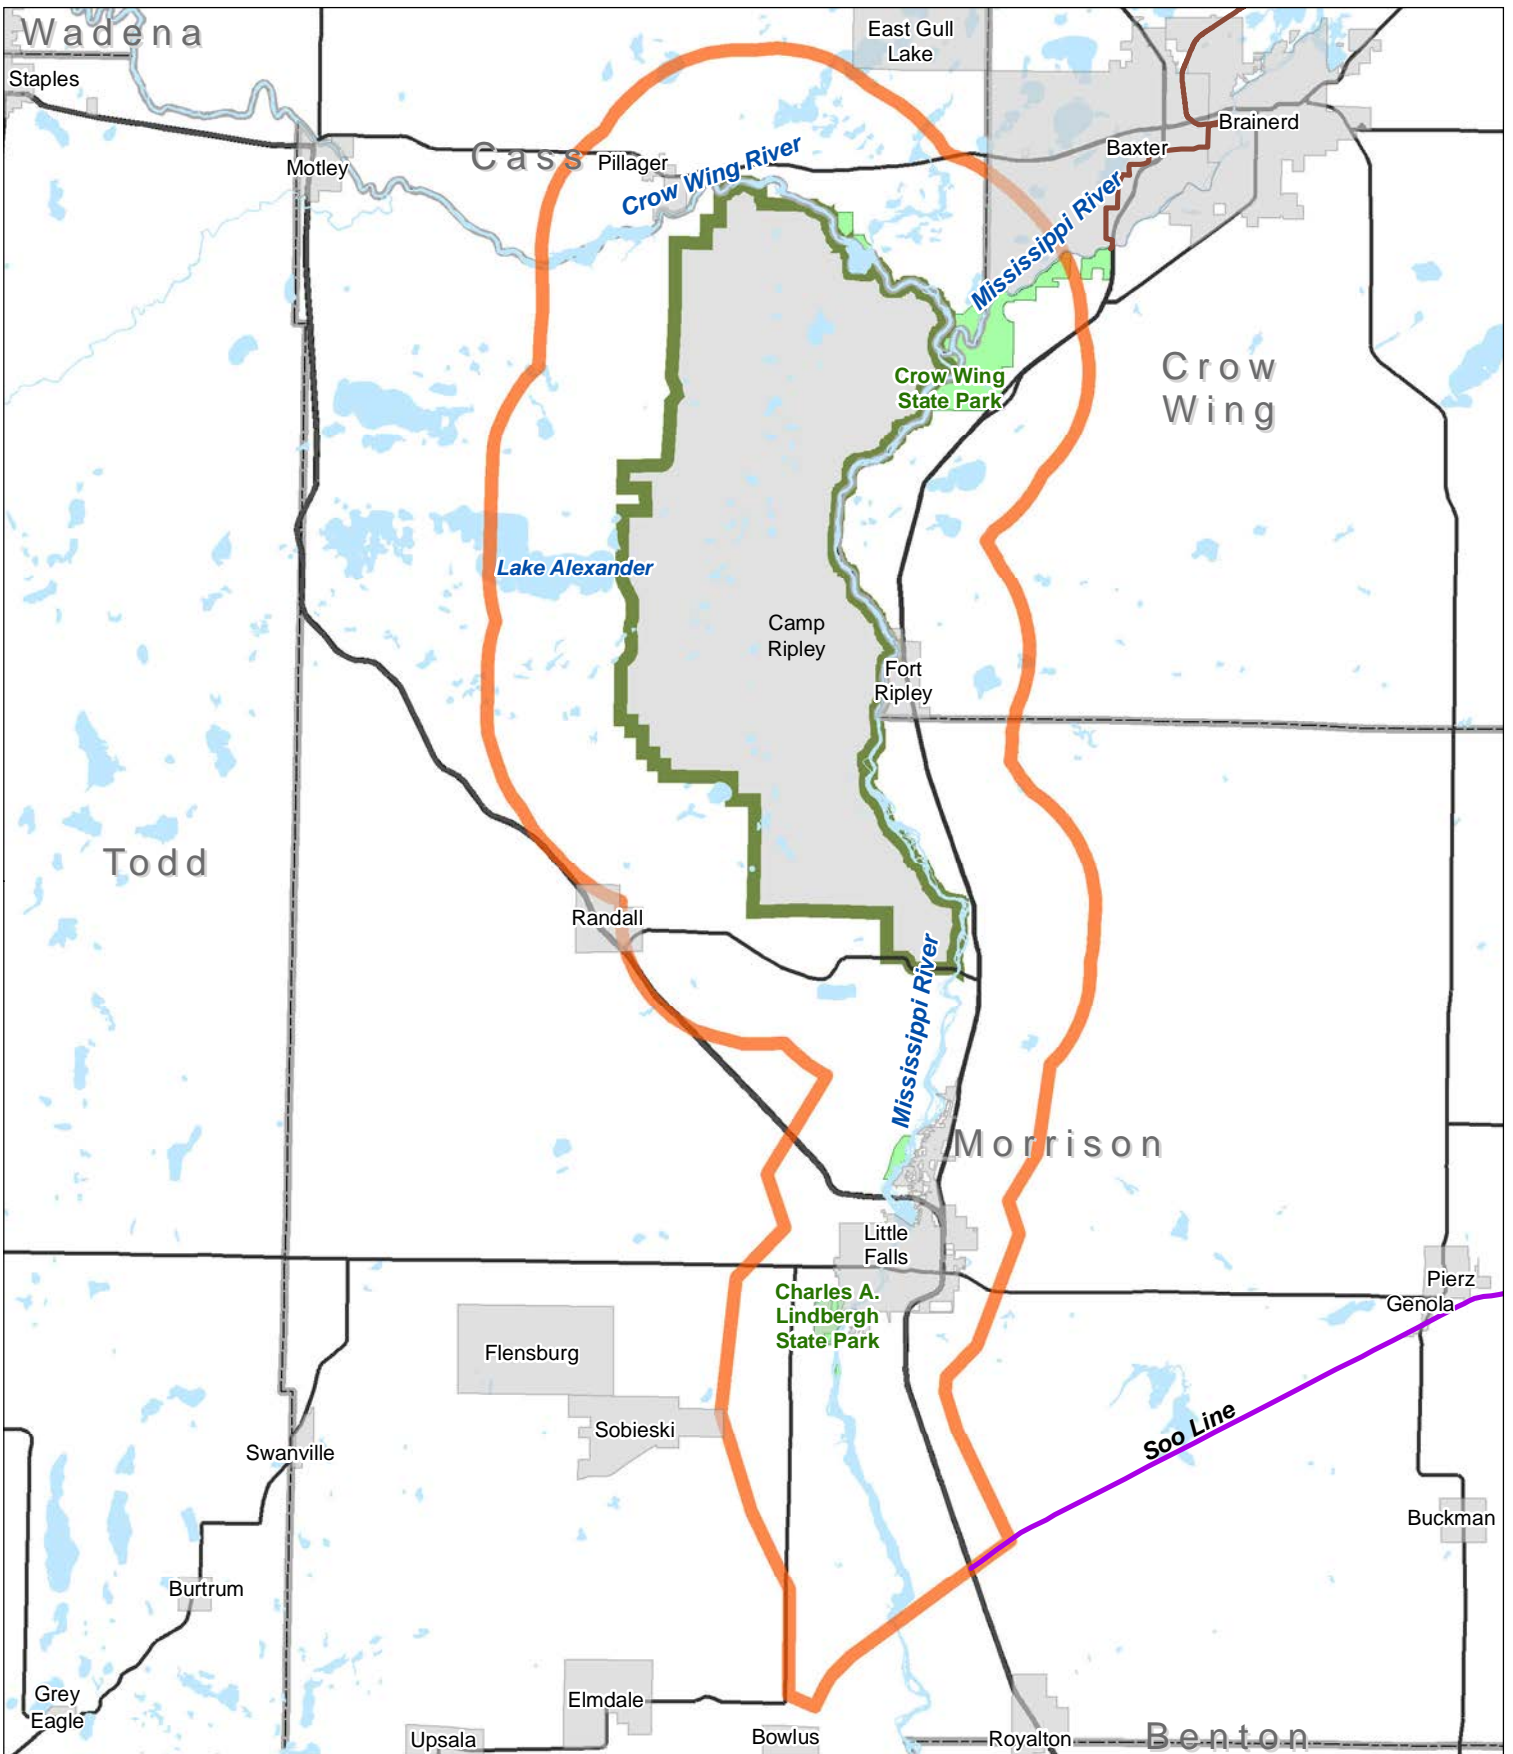 Wadena
East Gull
Lake
Staples
Brainerd
Baxter
Cass
Pillager
Motley
Crow Wing River
Mississippi River
Crow Wing
State Park
Crow
Wing
Lake Alexander
Camp
Ripley
Fort
Ripley
Todd
Randall
Mississippi River
Morrison
Little
Falls
Charles A.
Lindbergh
State Park
Pierz
Genola
Flensburg
Sobieski
Soo Line
Swanville
Buckman
Burtrum
Grey
Eagle
Elmdale
Upsala
Bowlus
Royalton
Benton